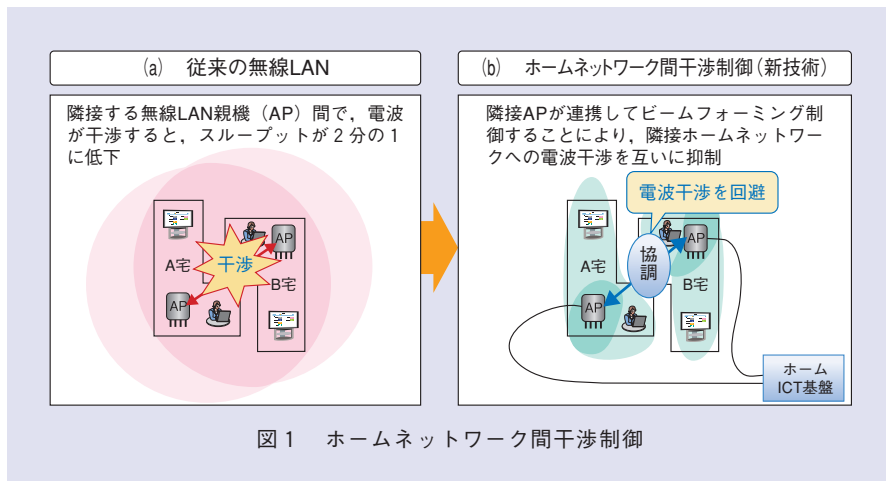 (a) 従来の無線LAN
隣接する無線LAN親機（AP）間で，電波
が干渉すると，スループットが2分の1
に低下
AP
A宅
干渉
B宅
AP
(b) ホームネットワーク間干渉制御（新技術）
隣接APが連携してビームフォーミング制
御することにより，隣接ホームネットワー
クへの電波干渉を互いに抑制
電波干渉を回避
AP
A宅
協
調
B宅
AP
ホーム
ICT基盤
図1 ホームネットワーク間干渉制御